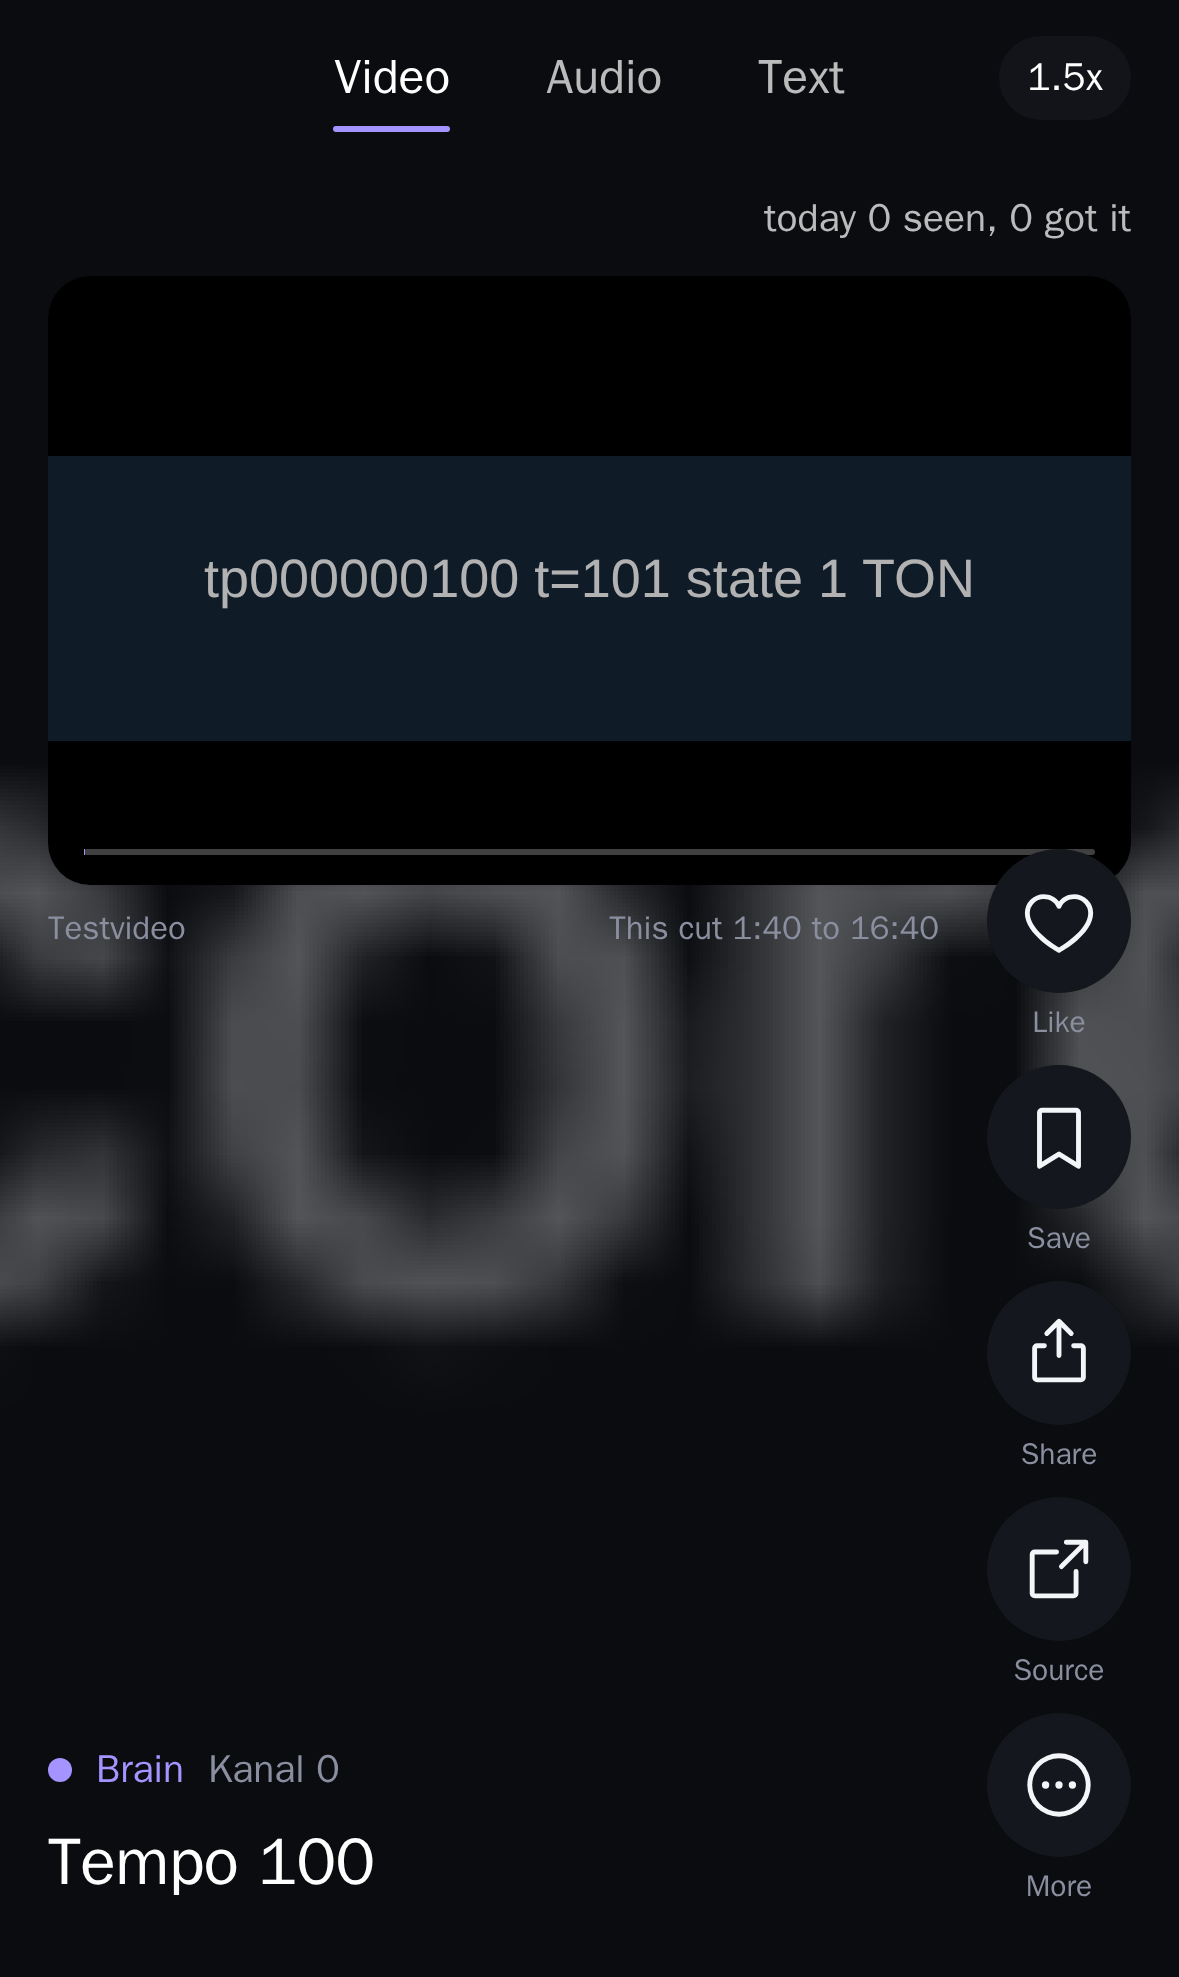 Video Audio Text 1.5x
today 0 seen, 0 got it
tp000000100 t=101 state 1 TON
Testvideo This cut 1:40 to 16:40
Like
Save
Share
Source
Brain Kanal 0
Tempo 100
More